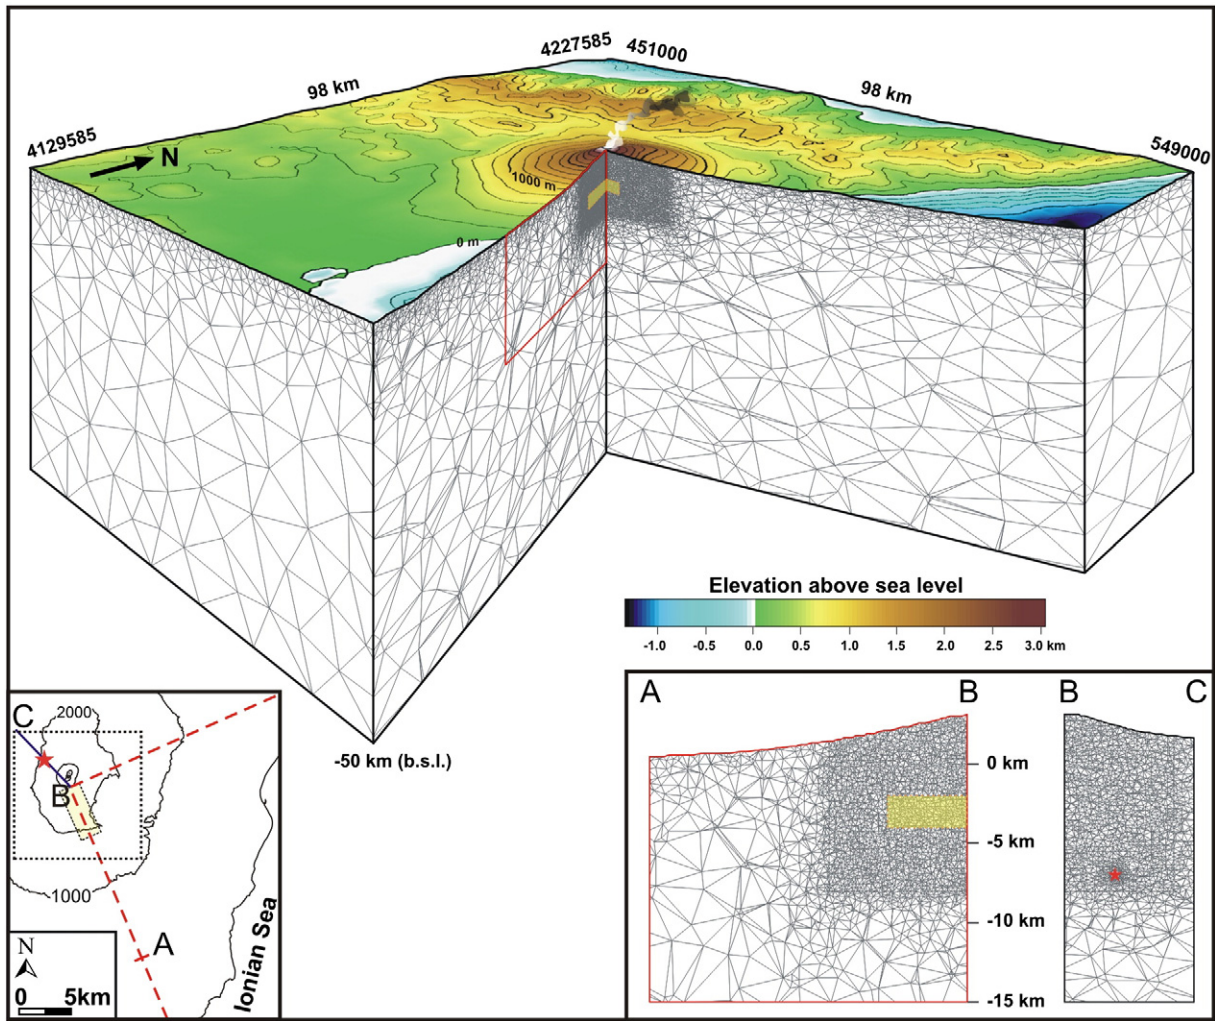 4227585 451000
98 km
98 km
4129585
549000
N
1000 m
0 m
Elevation above sea level
-1.0 -0.5 0.0 0.5 1.0 1.5 2.0 2.5 3.0 km
-50 km (b.s.l.)
C
2000
B
1000
A
Ionian Sea
N
0 5km
A B B C
0 km
-5 km
-10 km
-15 km